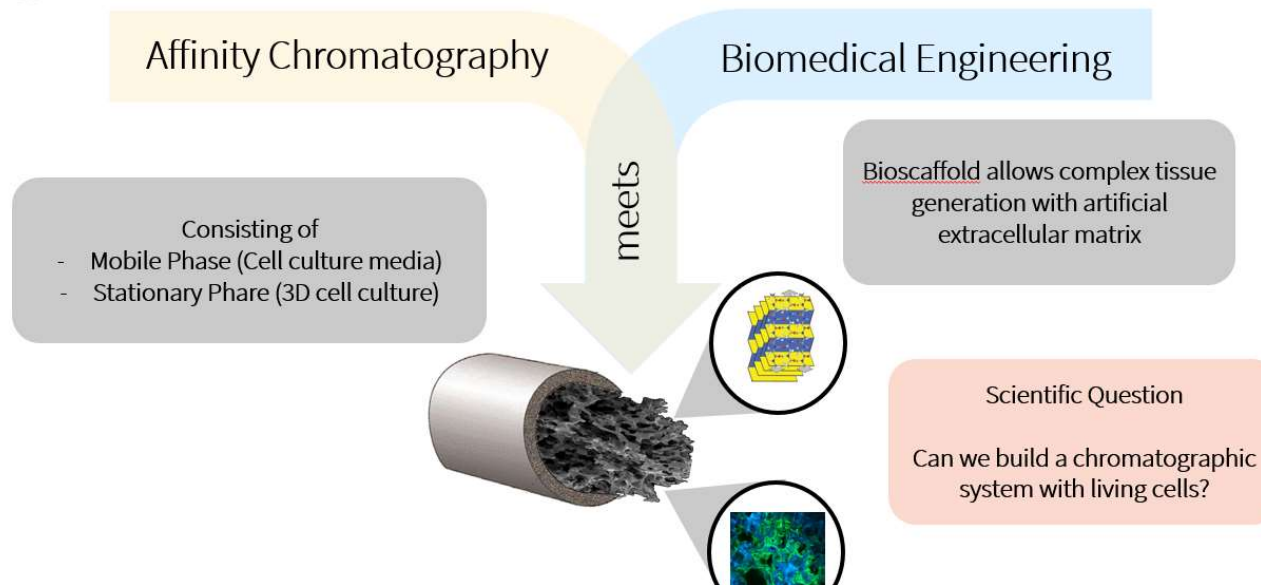 Affinity Chromatography
Biomedical Engineering
meets
Consisting of
- Mobile Phase (Cell culture media)
- Stationary Phare (3D cell culture)
Bioscaffold allows complex tissue
generation with artificial
extracellular matrix
Scientific Question
Can we build a chromatographic
system with living cells?